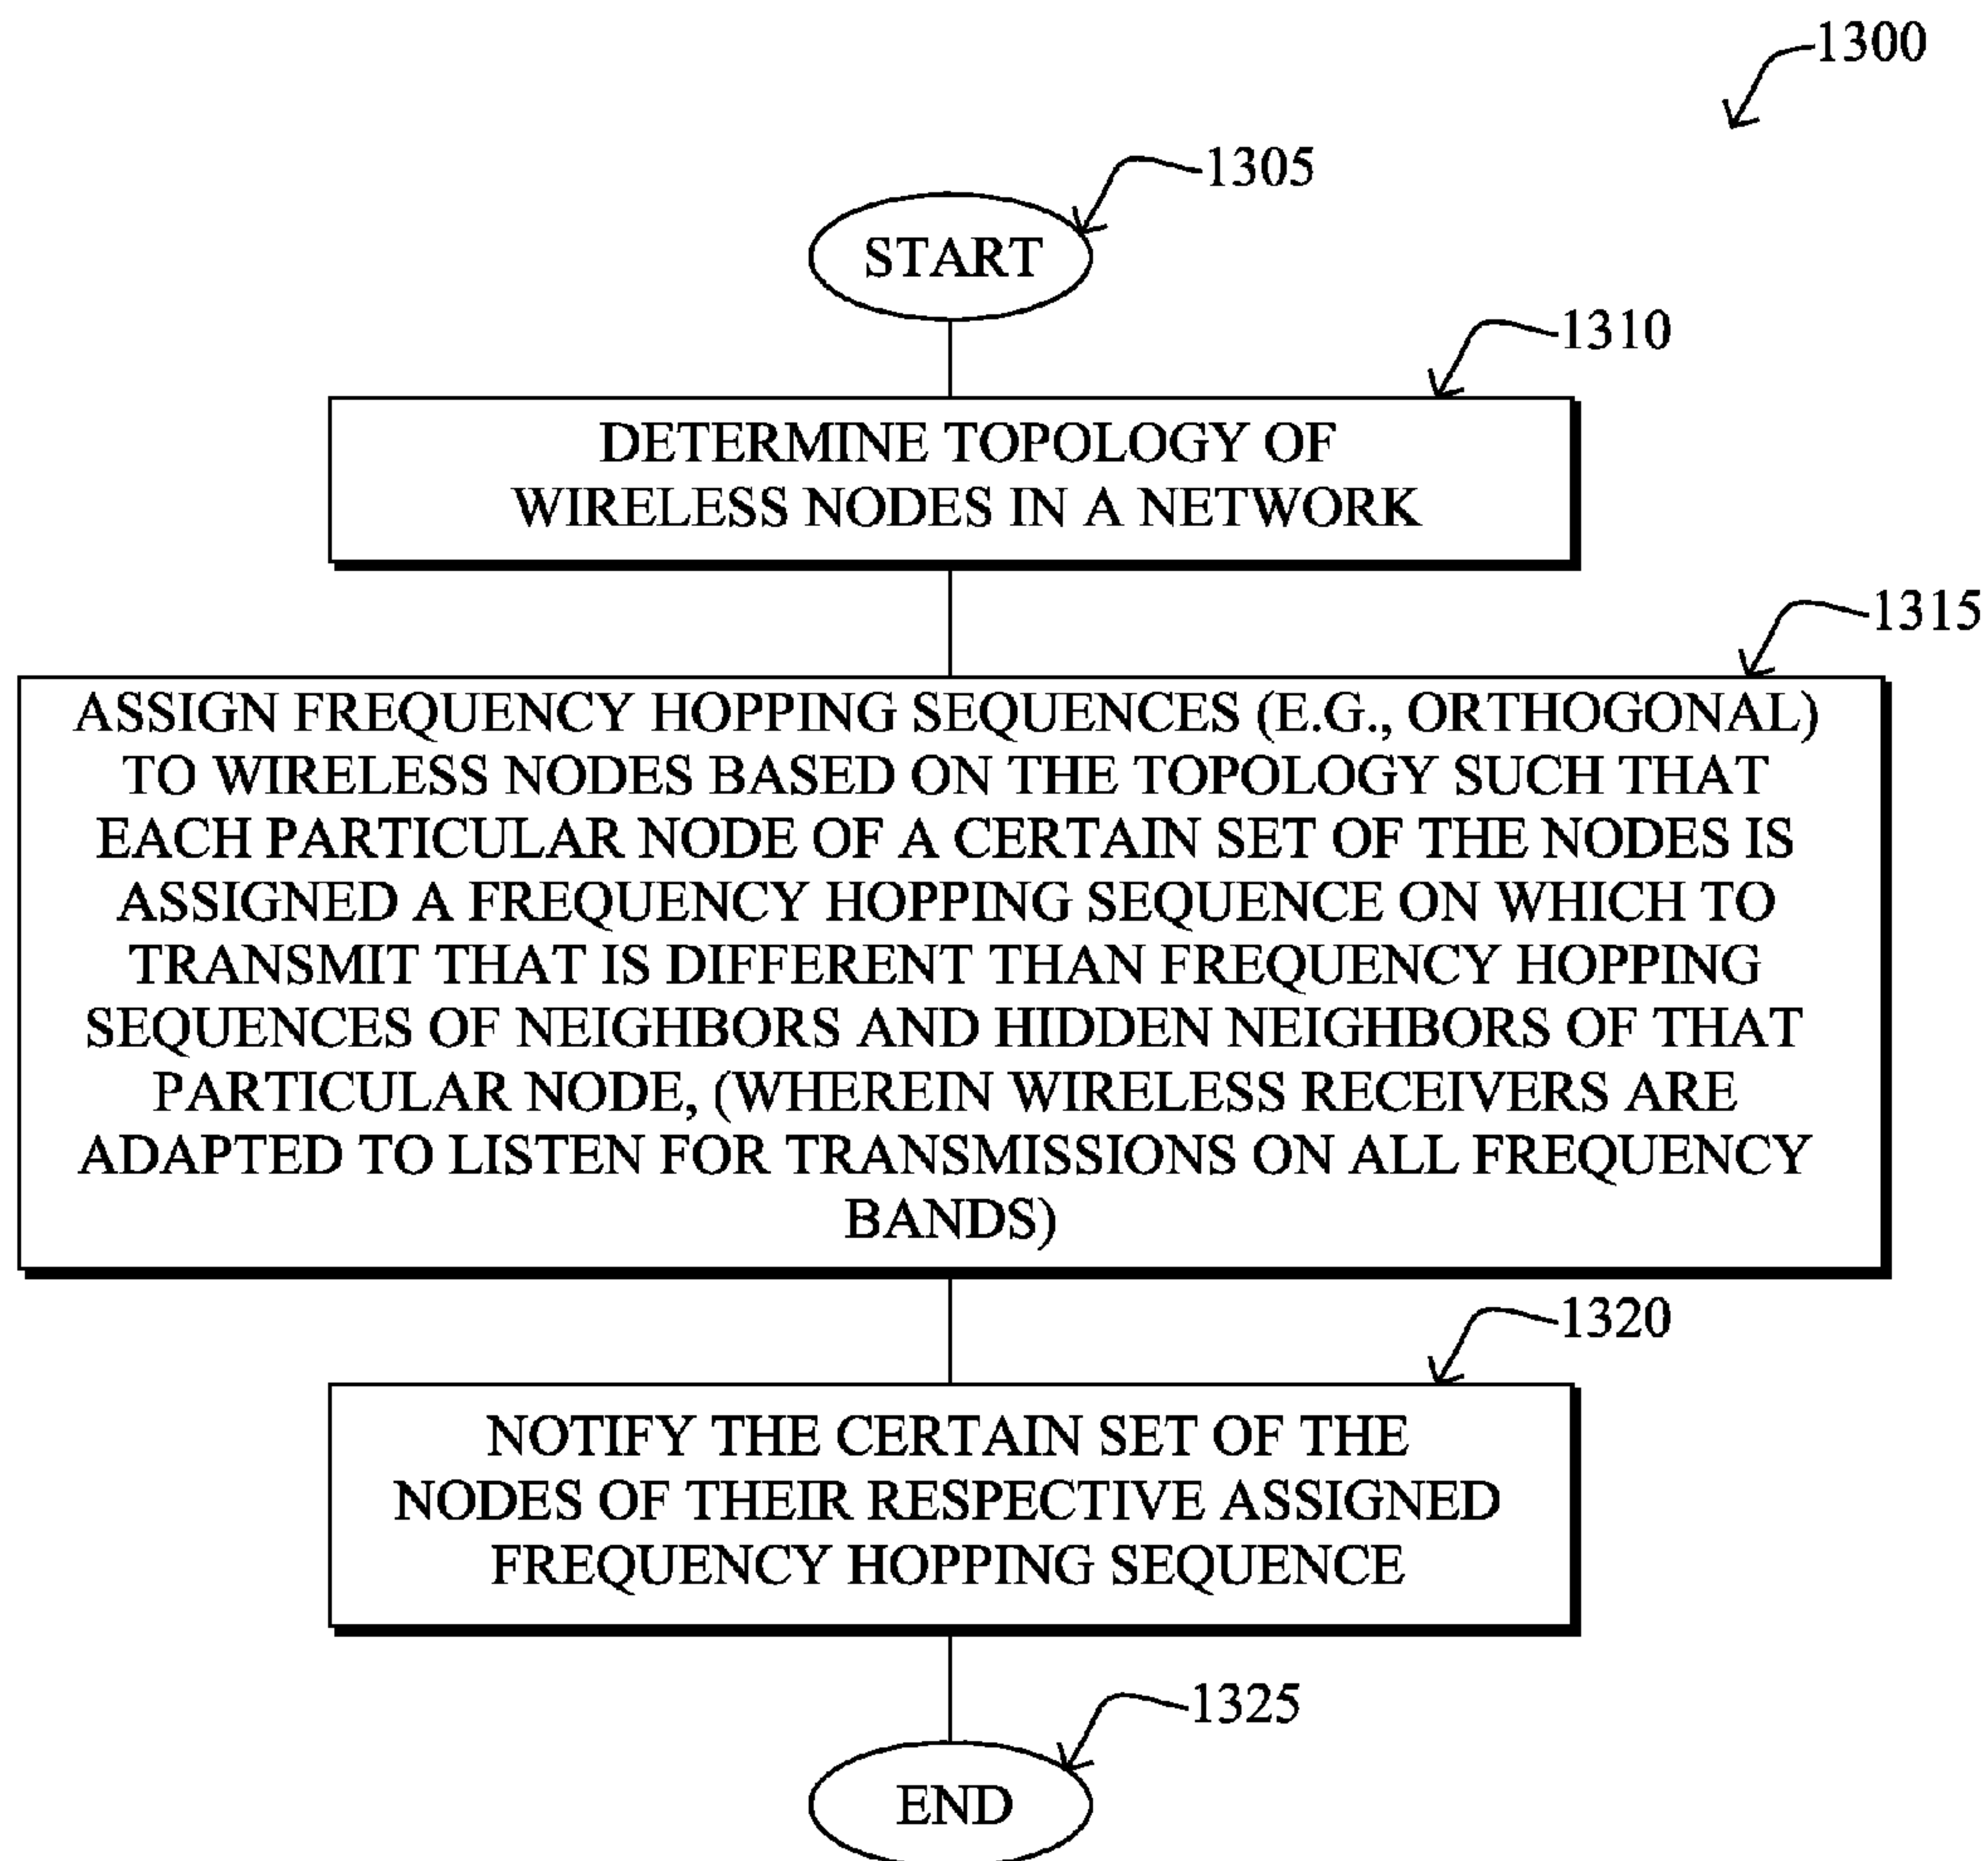 1300
1305
START
1310
DETERMINE TOPOLOGY OF
WIRELESS NODES IN A NETWORK
1315
ASSIGN FREQUENCY HOPPING SEQUENCES (E.G., ORTHOGONAL)
TO WIRELESS NODES BASED ON THE TOPOLOGY SUCH THAT
EACH PARTICULAR NODE OF A CERTAIN SET OF THE NODES IS
ASSIGNED A FREQUENCY HOPPING SEQUENCE ON WHICH TO
TRANSMIT THAT IS DIFFERENT THAN FREQUENCY HOPPING
SEQUENCES OF NEIGHBORS AND HIDDEN NEIGHBORS OF THAT
PARTICULAR NODE, (WHEREIN WIRELESS RECEIVERS ARE
ADAPTED TO LISTEN FOR TRANSMISSIONS ON ALL FREQUENCY
BANDS)
1320
NOTIFY THE CERTAIN SET OF THE
NODES OF THEIR RESPECTIVE ASSIGNED
FREQUENCY HOPPING SEQUENCE
1325
END